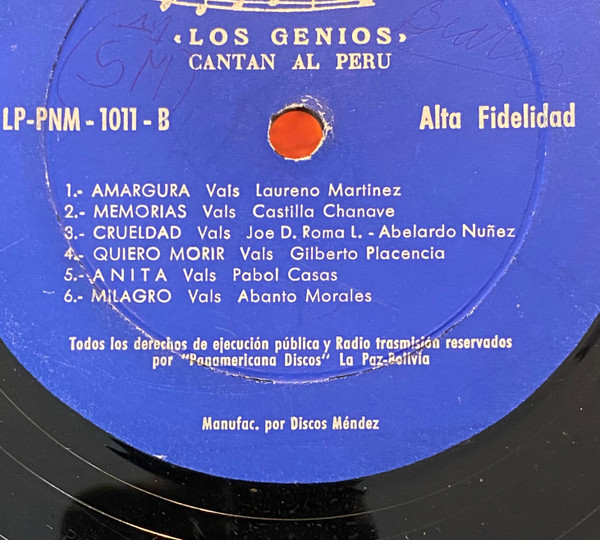 ‹LOS GENIOS›
CANTAN AL PERU
LP-PNM-1011-B
Alta Fidelidad
1.- AMARGURA Vals Laureno Martinez
2.- MEMORIAS Vals Castilla Chanave
3.- CRUELDAD Vals Joe D. Roma L. - Abelardo Nuñez
4.- QUIERO MORIR Vals Gilberto Placencia
5.- ANITA Vals Pabol Casas
6.- MILAGRO Vals Abanto Morales
Todos los derechos de ejecución pública y Radio trasmisión reservados
por "Panamericana Discos" La Paz-Bolivia
Manufac. por Discos Méndez
SM